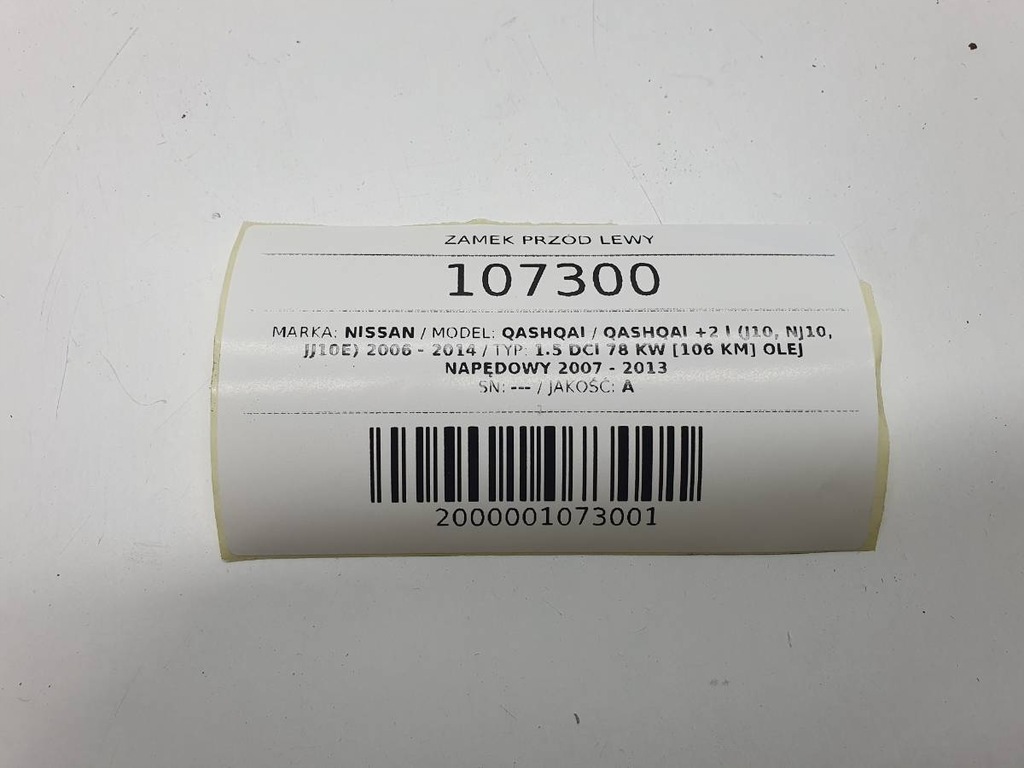 ZAMEK PRZÓD LEWY
107300
MARKA: NISSAN / MODEL: QASHQAI / QASHQAI +2 I (J10, NJ10,
JJ10E) 2006 - 2014 / TYP: 1.5 DCI 78 KW [106 KM] OLEJ
NAPĘDOWY 2007 - 2013
SN: --- / JAKOŚĆ: A
2000001073001